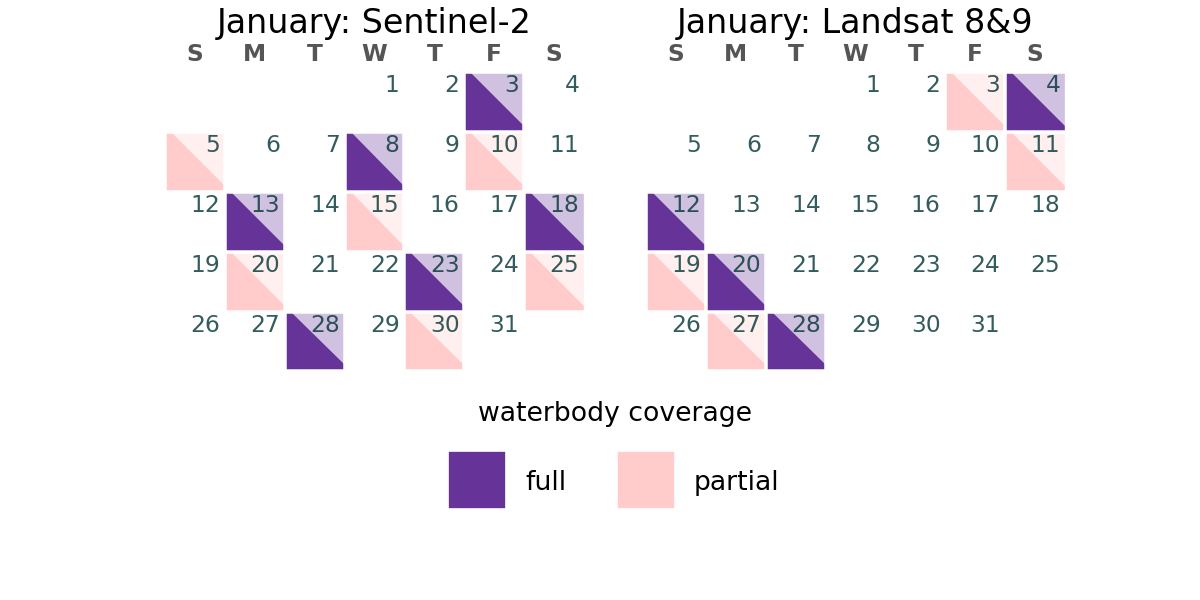 January: Sentinel-2
S M T W T F S
1 2 3 4
5 6 7 8 9 10 11
12 13 14 15 16 17 18
19 20 21 22 23 24 25
26 27 28 29 30 31
January: Landsat 8&9
S M T W T F S
1 2 3 4
5 6 7 8 9 10 11
12 13 14 15 16 17 18
19 20 21 22 23 24 25
26 27 28 29 30 31
waterbody coverage
full partial